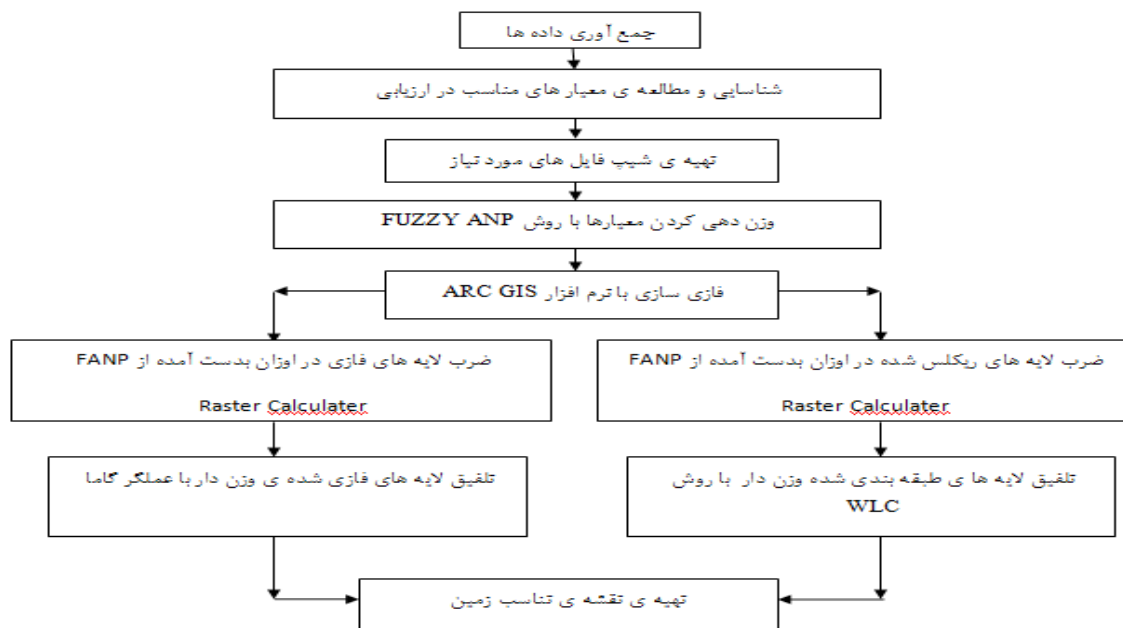 جمع آوری داده ها
شناسایی و مطالعه ی معیار های مناسب در ارزیابی
تهیه ی شیپ فایل های مورد نیاز
وزن دهی کردن معیارها با روش FUZZY ANP
فازی سازی با نرم افزار ARC GIS
ضرب لایه های ریکلس شده در اوزان بدست آمده از FANP
Raster Calculater
ضرب لایه های فازی در اوزان بدست آمده از FANP
Raster Calculater
تلفیق لایه ها ی طبقه بندی شده وزن دار با روش
WLC
تلفیق لایه های فازی شده ی وزن دار با عملگر گاما
تهیه ی نقشه ی تناسب زمین